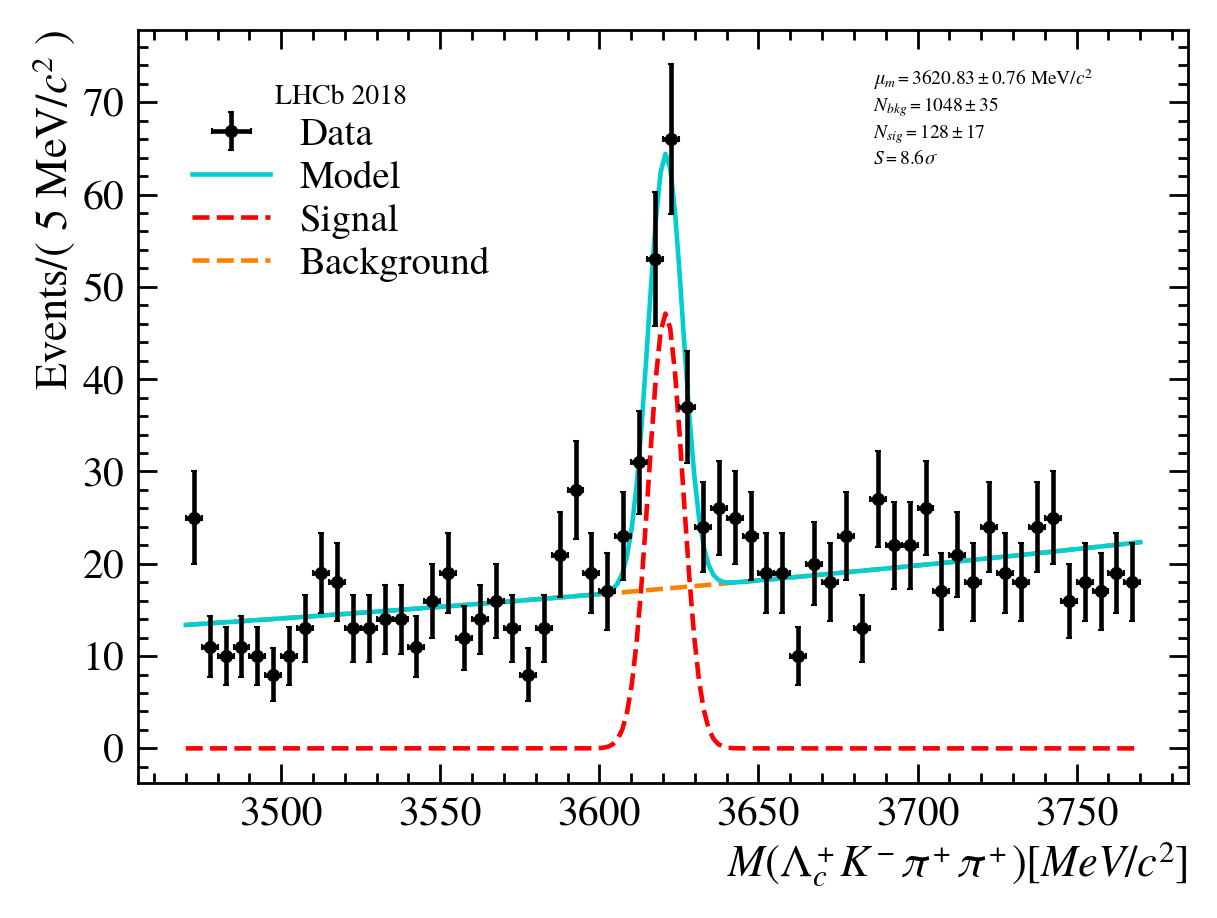 Events/( 5 MeV/c² )
70
60
50
40
30
20
10
0
LHCb 2018
Data
Model
Signal
Background
μₘ = 3620.83 ± 0.76 MeV/c²
N_bkg = 1048 ± 35
N_sig = 128 ± 17
S = 8.6σ
3500 3550 3600 3650 3700 3750
M(Λ_c⁺K⁻π⁺π⁺)[MeV/c²]